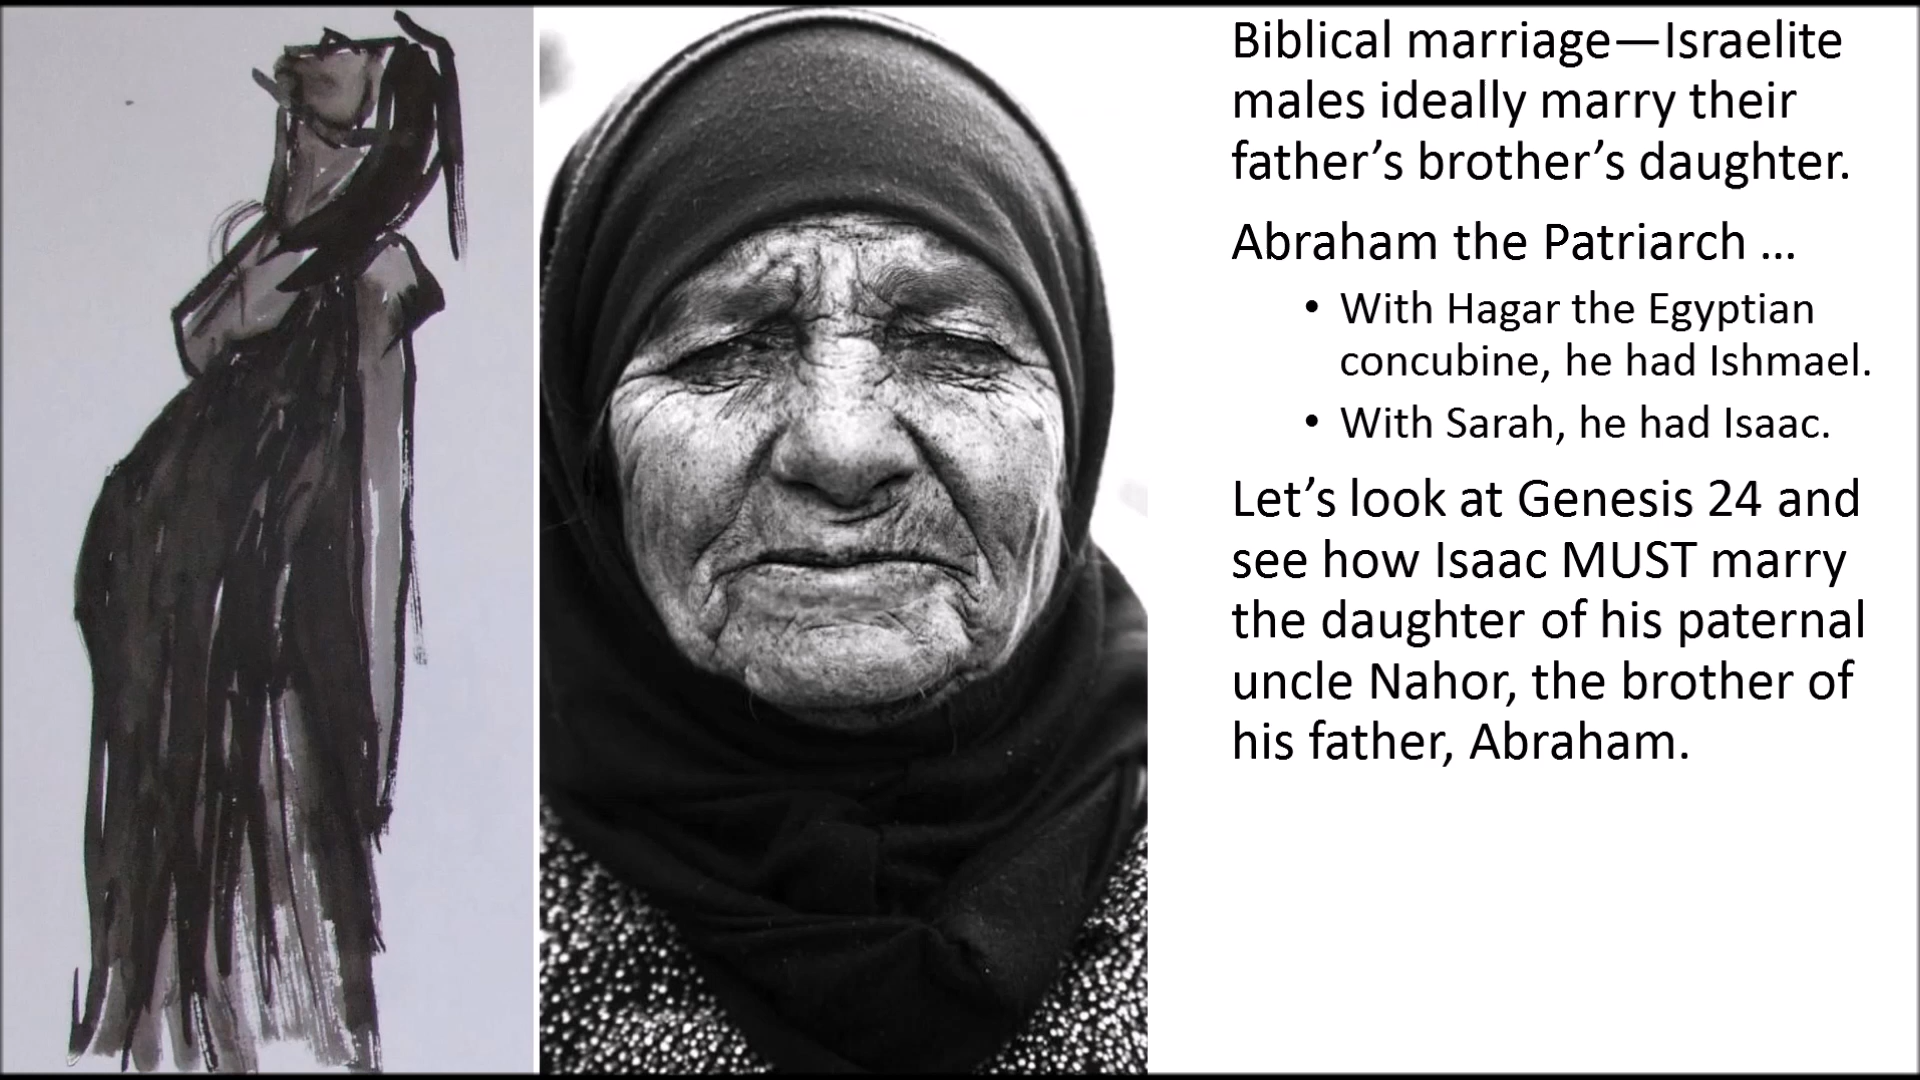 Biblical marriage—Israelite
males ideally marry their
father’s brother’s daughter.
Abraham the Patriarch …
• With Hagar the Egyptian
concubine, he had Ishmael.
• With Sarah, he had Isaac.
Let’s look at Genesis 24 and
see how Isaac MUST marry
the daughter of his paternal
uncle Nahor, the brother of
his father, Abraham.